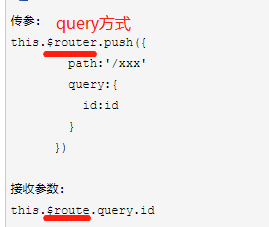 传参: query方式
this.$router.push({
path:'/xxx'
query:{
id:id
}
})
接收参数:
this.$route.query.id